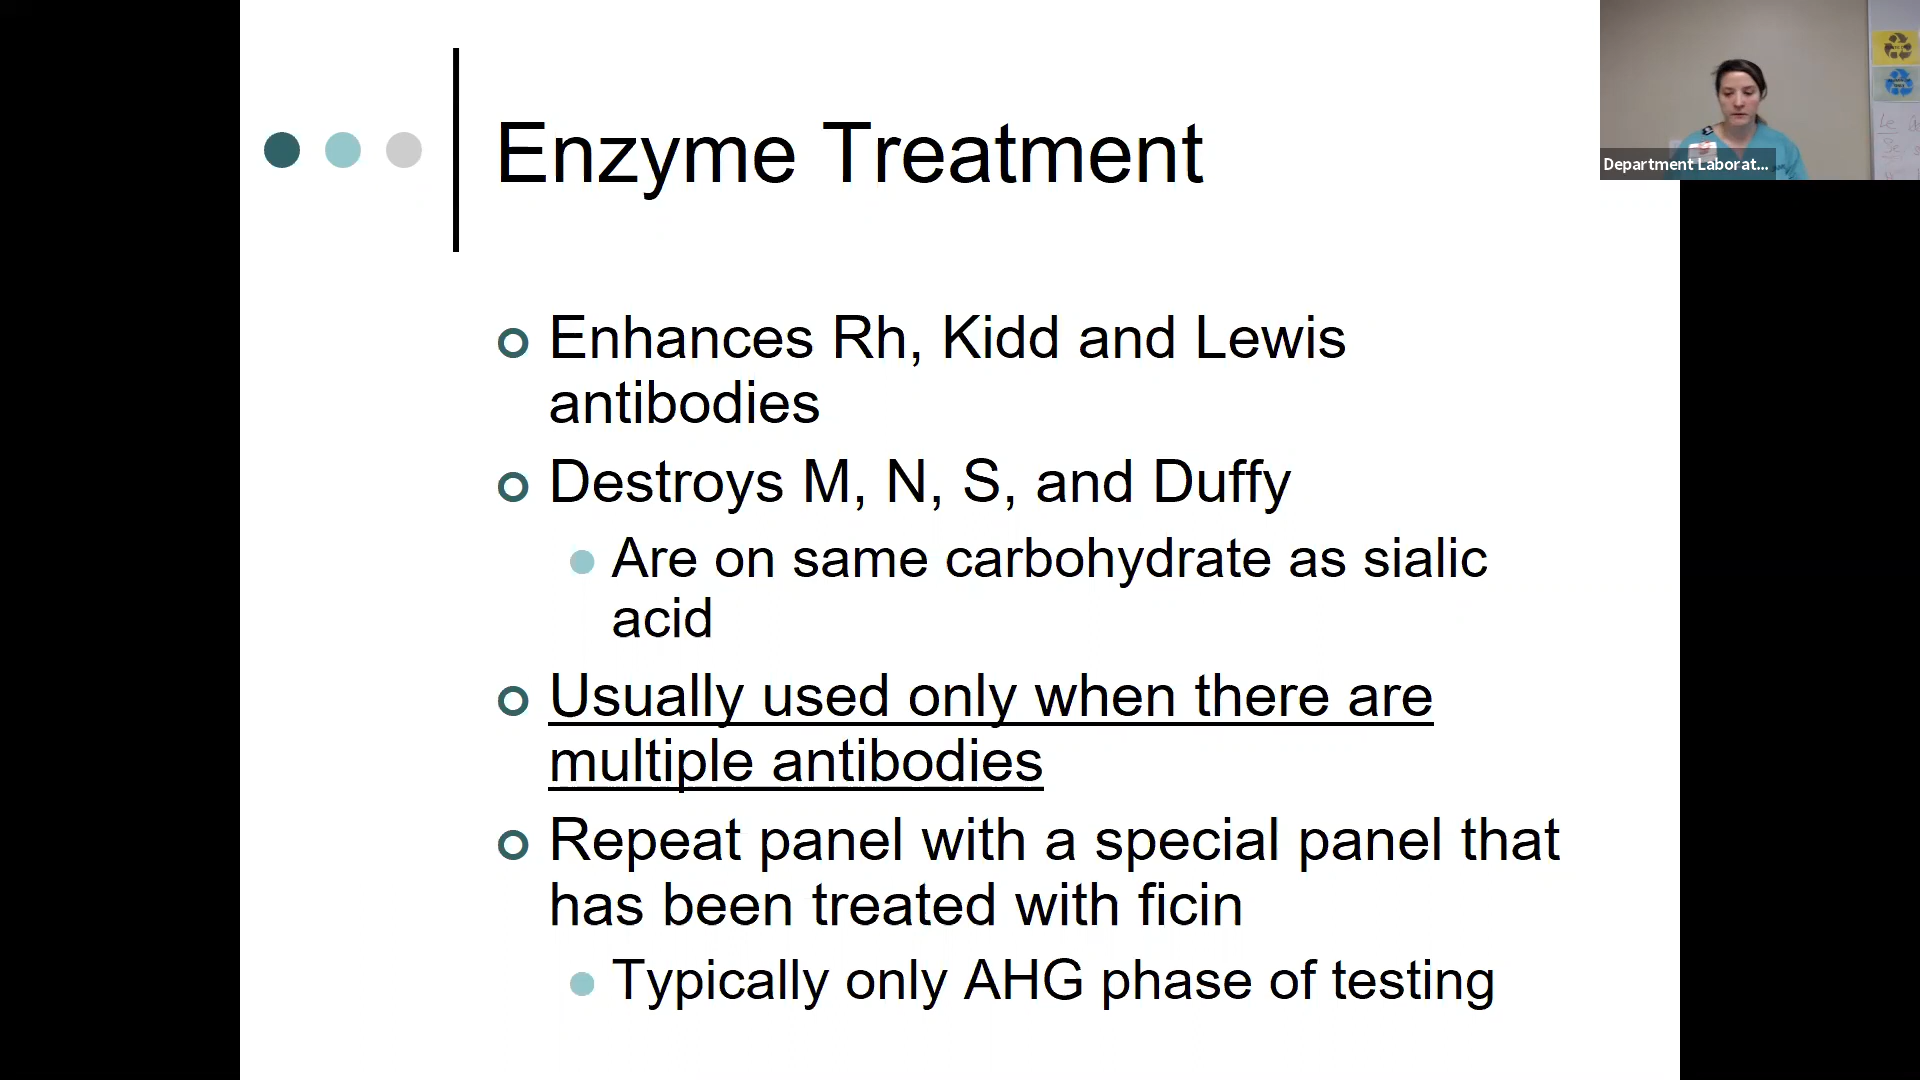 Enzyme Treatment
Enhances Rh, Kidd and Lewis
antibodies
Destroys M, N, S, and Duffy
Are on same carbohydrate as sialic
acid
Usually used only when there are
multiple antibodies
Repeat panel with a special panel that
has been treated with ficin
Typically only AHG phase of testing
Department Laborat...
Le
Se